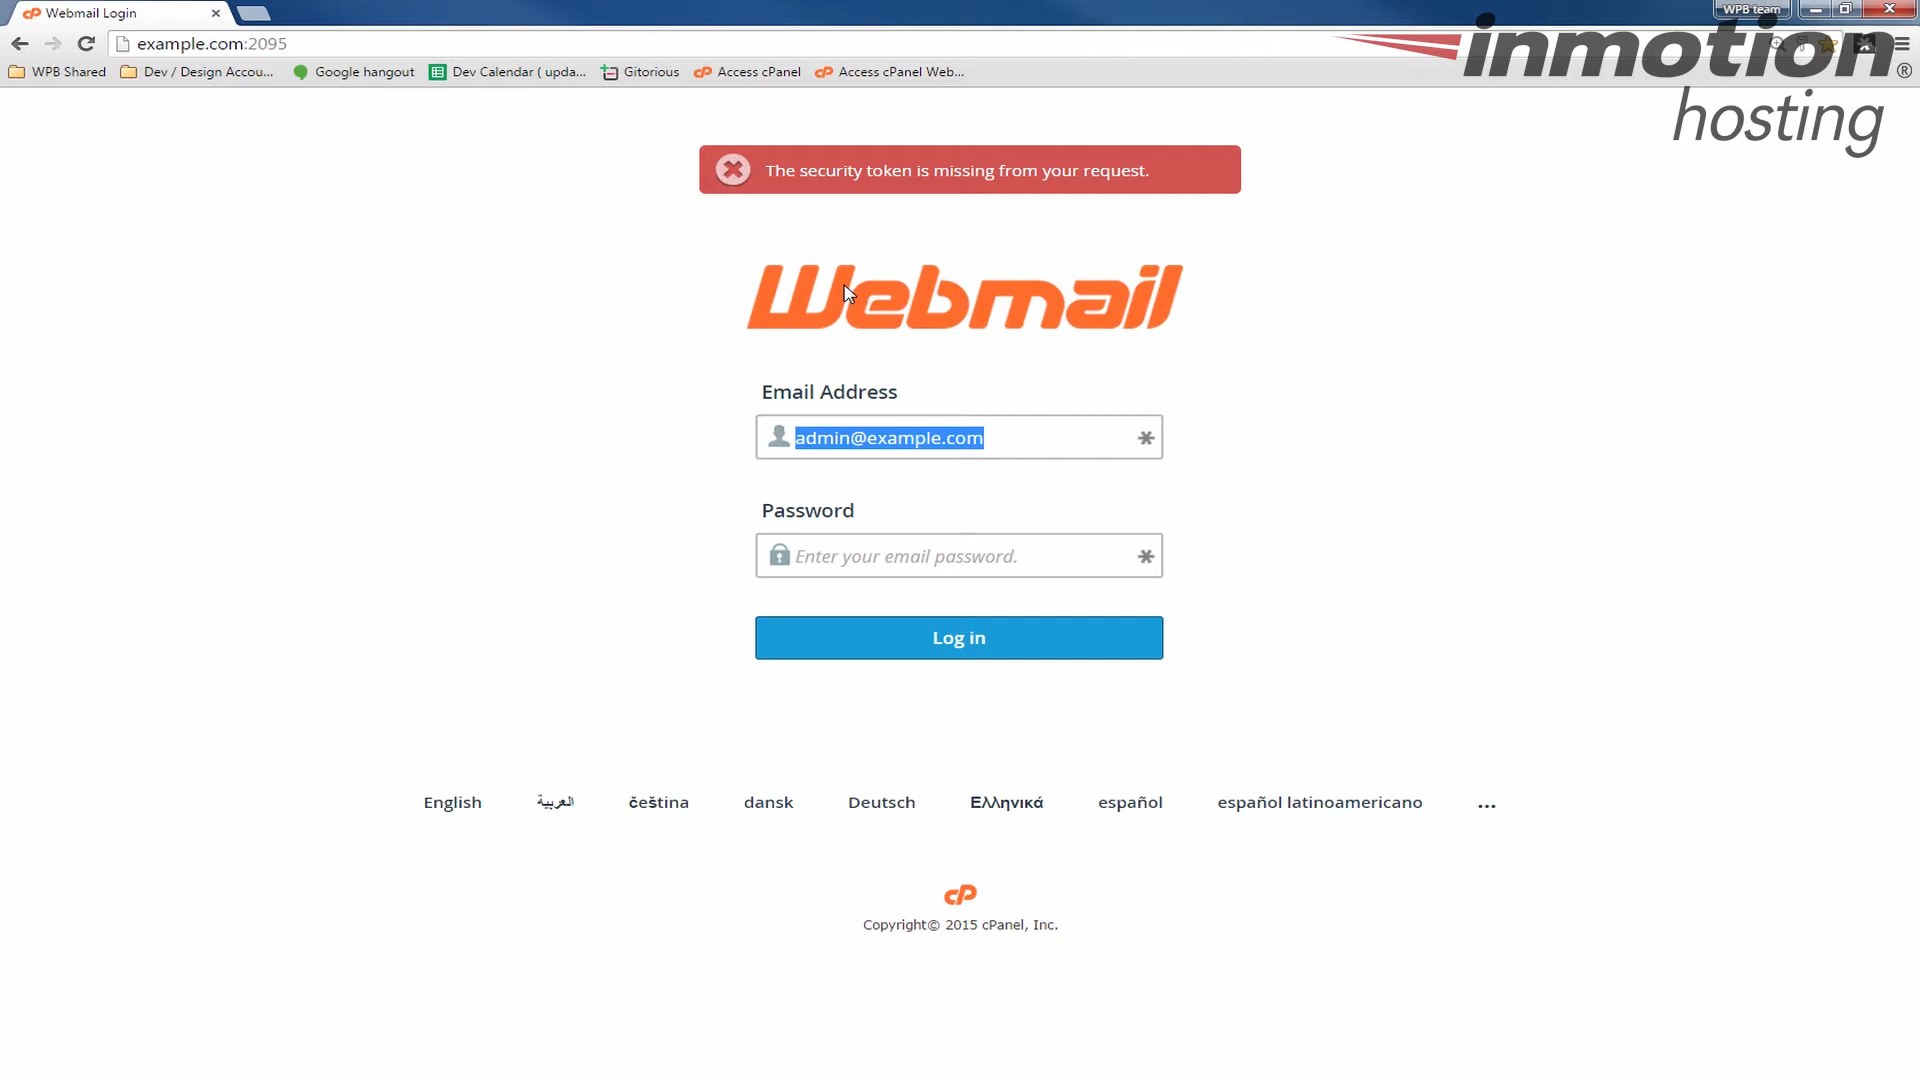 Webmail Login
WPB team
example.com:2095
WPB Shared
Dev / Design Accou...
Google hangout
Dev Calendar ( upda...
Gitorious
Access cPanel
Access cPanel Web...
inmotion®
hosting
The security token is missing from your request.
Webmail
Email Address
admin@example.com
Password
Enter your email password.
Log in
English العربية čeština dansk Deutsch Ελληνικά español español latinoamericano ...
cP
Copyright© 2015 cPanel, Inc.